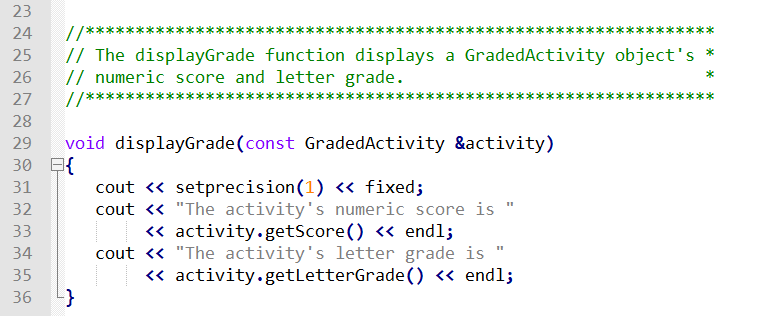 23
24 //***************************************************************
25 // The displayGrade function displays a GradedActivity object's *
26 // numeric score and letter grade.                              *
27 //***************************************************************
28
29 void displayGrade(const GradedActivity &activity)
30 {
31    cout << setprecision(1) << fixed;
32    cout << "The activity's numeric score is "
33         << activity.getScore() << endl;
34    cout << "The activity's letter grade is "
35         << activity.getLetterGrade() << endl;
36 }